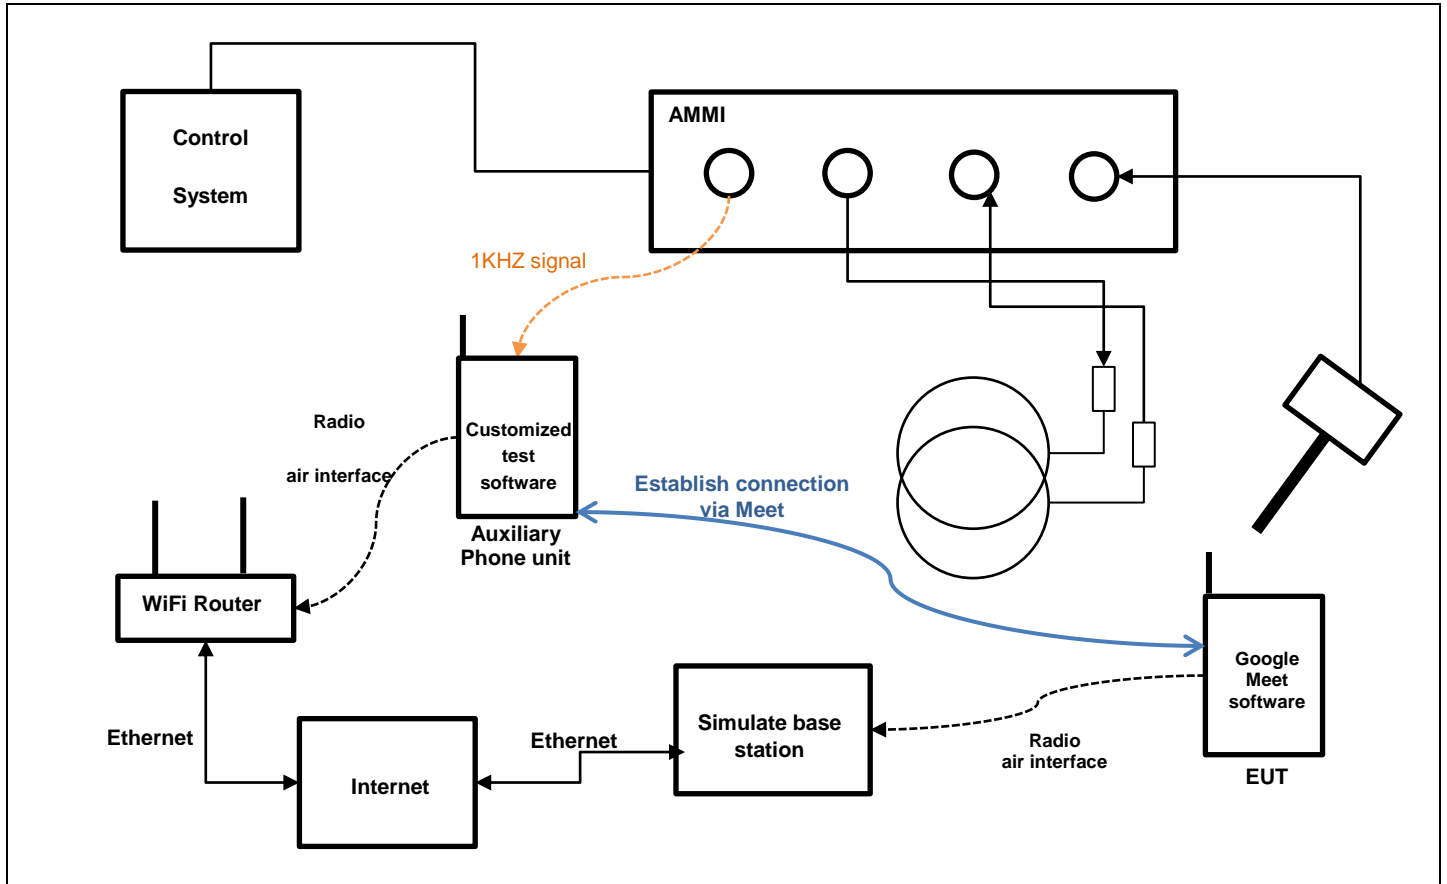 Control
System
AMMI
1KHZ signal
Radio
air interface
Customized
test
software
Auxiliary
Phone unit
Establish connection
via Meet
WiFi Router
Google
Meet
software
EUT
Simulate base
station
Radio
air interface
Ethernet
Ethernet
Internet